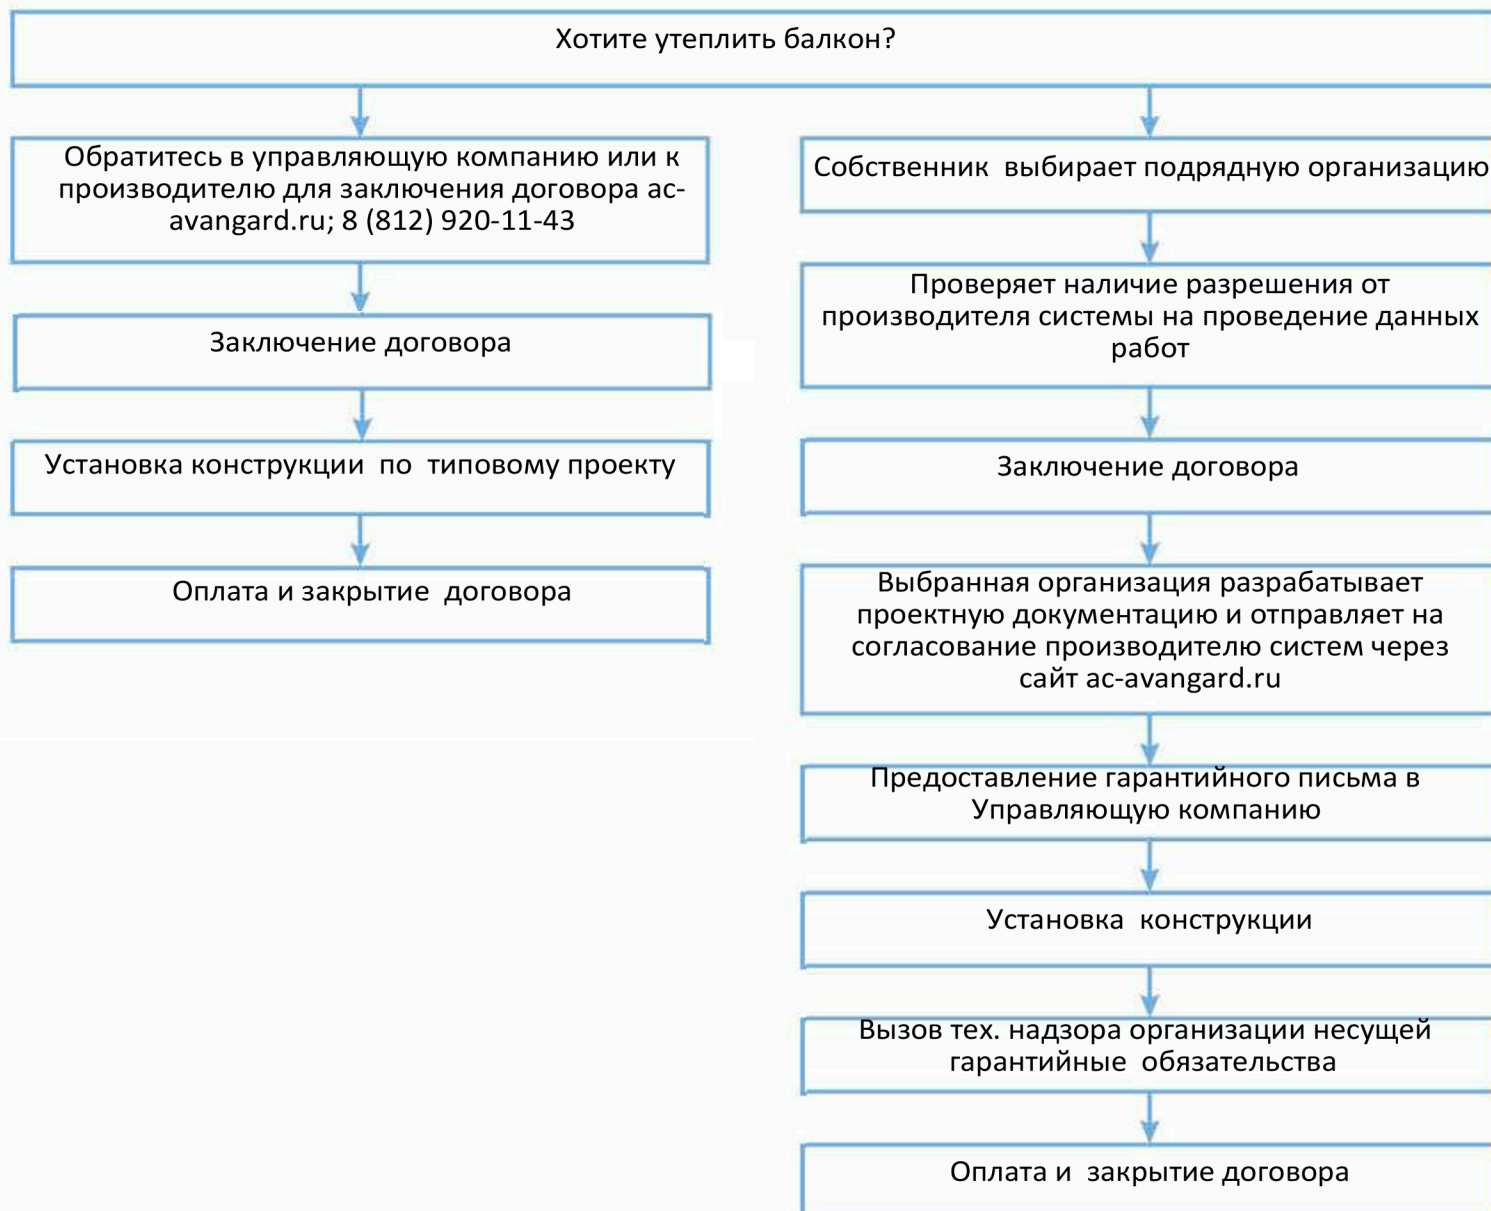 Хотите утеплить балкон?
Обратитесь в управляющую компанию или к
производителю для заключения договора ac-
avangard.ru; 8 (812) 920-11-43
Заключение договора
Установка конструкции по типовому проекту
Оплата и закрытие договора
Собственник выбирает подрядную организацию
Проверяет наличие разрешения от
производителя системы на проведение данных
работ
Заключение договора
Выбранная организация разрабатывает
проектную документацию и отправляет на
согласование производителю систем через
сайт ac-avangard.ru
Предоставление гарантийного письма в
Управляющую компанию
Установка конструкции
Вызов тех. надзора организации несущей
гарантийные обязательства
Оплата и закрытие договора